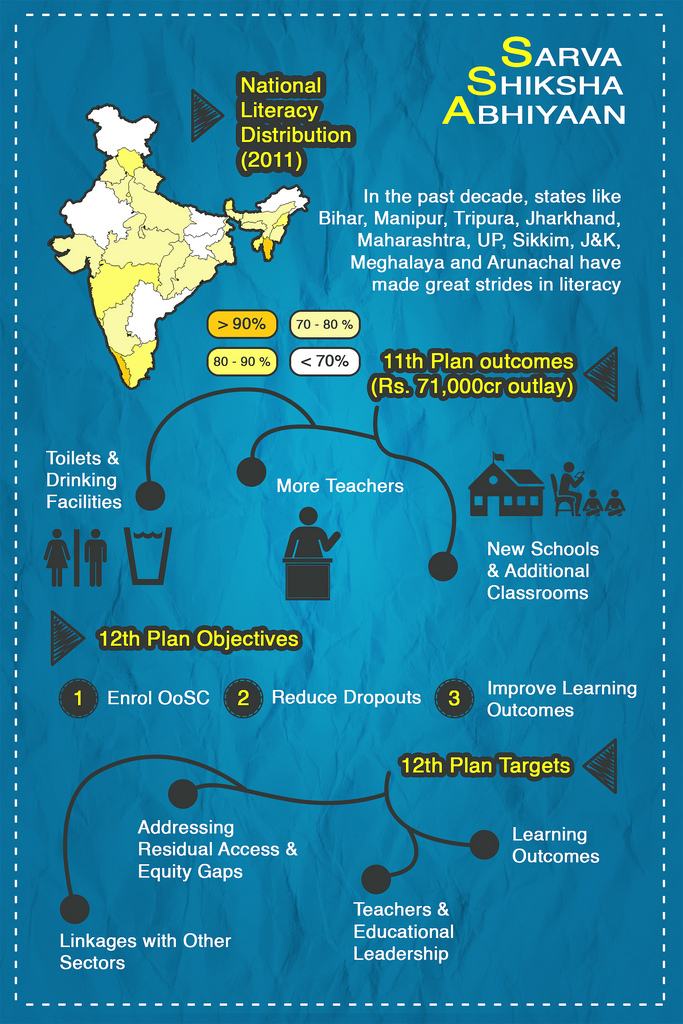 SARVA
SHIKSHA
ABHIYAAN
National
Literacy
Distribution
(2011)
In the past decade, states like
Bihar, Manipur, Tripura, Jharkhand,
Maharashtra, UP, Sikkim, J&K,
Meghalaya and Arunachal have
made great strides in literacy
> 90%
70 - 80 %
80 - 90 %
< 70%
11th Plan outcomes
(Rs. 71,000cr outlay)
Toilets &
Drinking
Facilities
More Teachers
New Schools
& Additional
Classrooms
12th Plan Objectives
1 Enrol OoSC
2 Reduce Dropouts
3 Improve Learning
Outcomes
12th Plan Targets
Addressing
Residual Access &
Equity Gaps
Learning
Outcomes
Teachers &
Educational
Leadership
Linkages with Other
Sectors